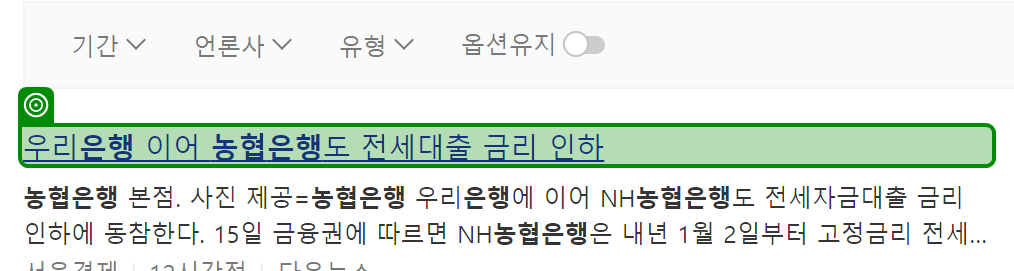 기간 언론사 유형 옵션유지
우리은행 이어 농협은행도 전세대출 금리 인하
농협은행 본점. 사진 제공=농협은행 우리은행에 이어 NH농협은행도 전세자금대출 금리
인하에 동참한다. 15일 금융권에 따르면 NH농협은행은 내년 1월 2일부터 고정금리 전세...